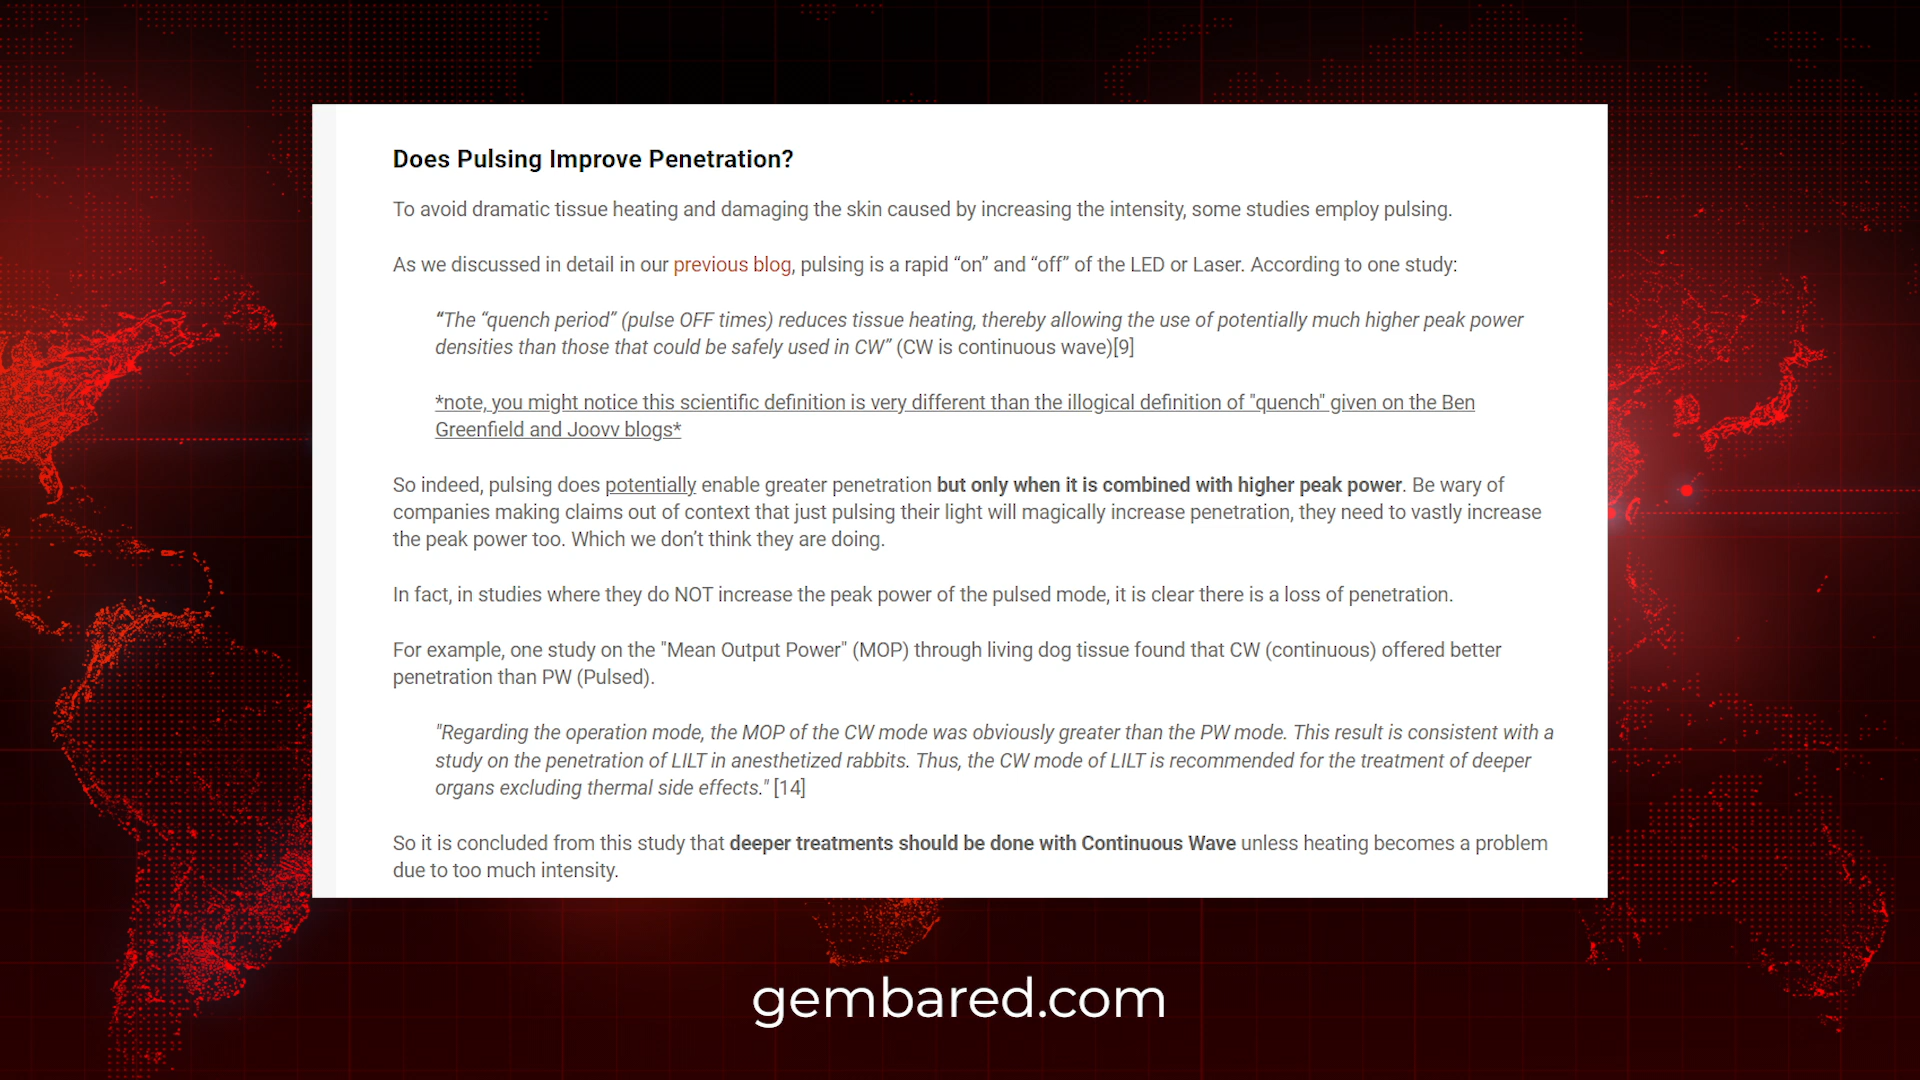 Does Pulsing Improve Penetration?
To avoid dramatic tissue heating and damaging the skin caused by increasing the intensity, some studies employ pulsing.
As we discussed in detail in our previous blog, pulsing is a rapid “on” and “off” of the LED or Laser. According to one study:
“The “quench period” (pulse OFF times) reduces tissue heating, thereby allowing the use of potentially much higher peak power
densities than those that could be safely used in CW” (CW is continuous wave)[9]
*note, you might notice this scientific definition is very different than the illogical definition of "quench" given on the Ben
Greenfield and Joovv blogs*
So indeed, pulsing does potentially enable greater penetration but only when it is combined with higher peak power. Be wary of
companies making claims out of context that just pulsing their light will magically increase penetration, they need to vastly increase
the peak power too. Which we don’t think they are doing.
In fact, in studies where they do NOT increase the peak power of the pulsed mode, it is clear there is a loss of penetration.
For example, one study on the "Mean Output Power" (MOP) through living dog tissue found that CW (continuous) offered better
penetration than PW (Pulsed).
"Regarding the operation mode, the MOP of the CW mode was obviously greater than the PW mode. This result is consistent with a
study on the penetration of LILT in anesthetized rabbits. Thus, the CW mode of LILT is recommended for the treatment of deeper
organs excluding thermal side effects." [14]
So it is concluded from this study that deeper treatments should be done with Continuous Wave unless heating becomes a problem
due to too much intensity.
gembared.com